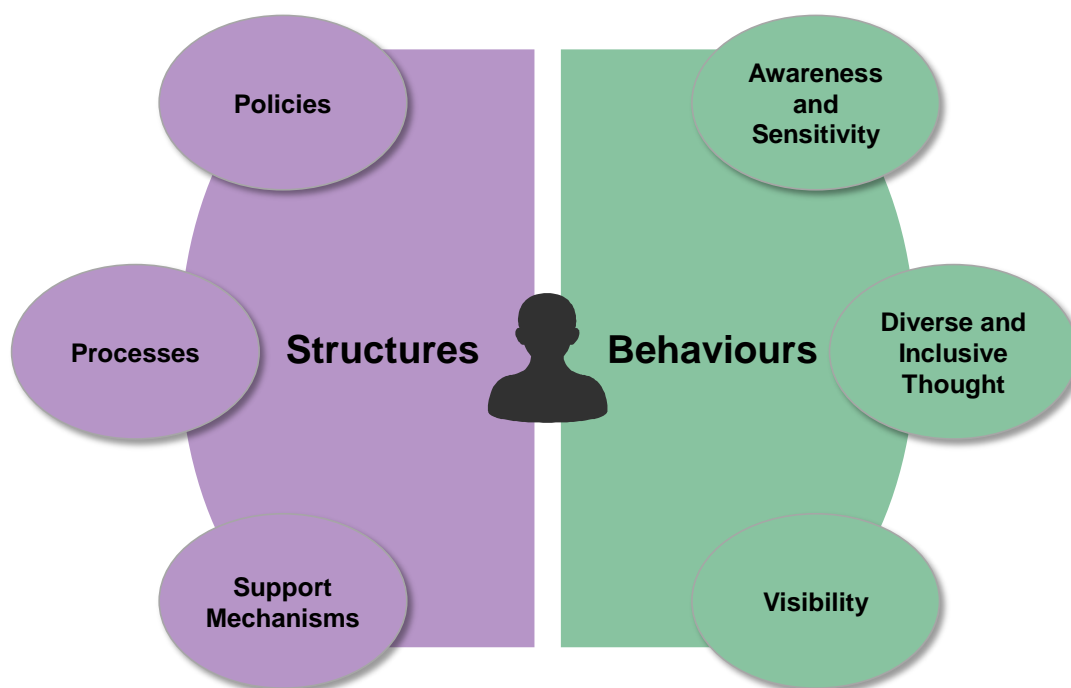 Policies
Processes
Support
Mechanisms
Structures
Behaviours
Awareness
and
Sensitivity
Diverse and
Inclusive
Thought
Visibility